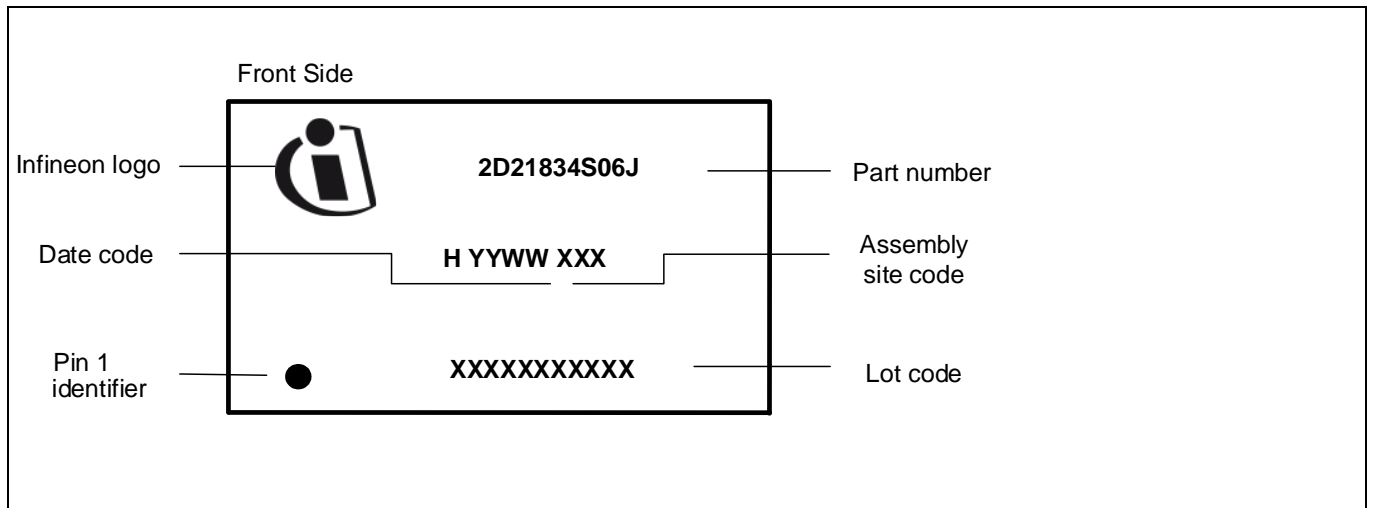 Front Side
Infineon logo
2D21834S06J
Part number
Date code
H YYWW XXX
Assembly
site code
Pin 1
identifier
XXXXXXXXXXX
Lot code